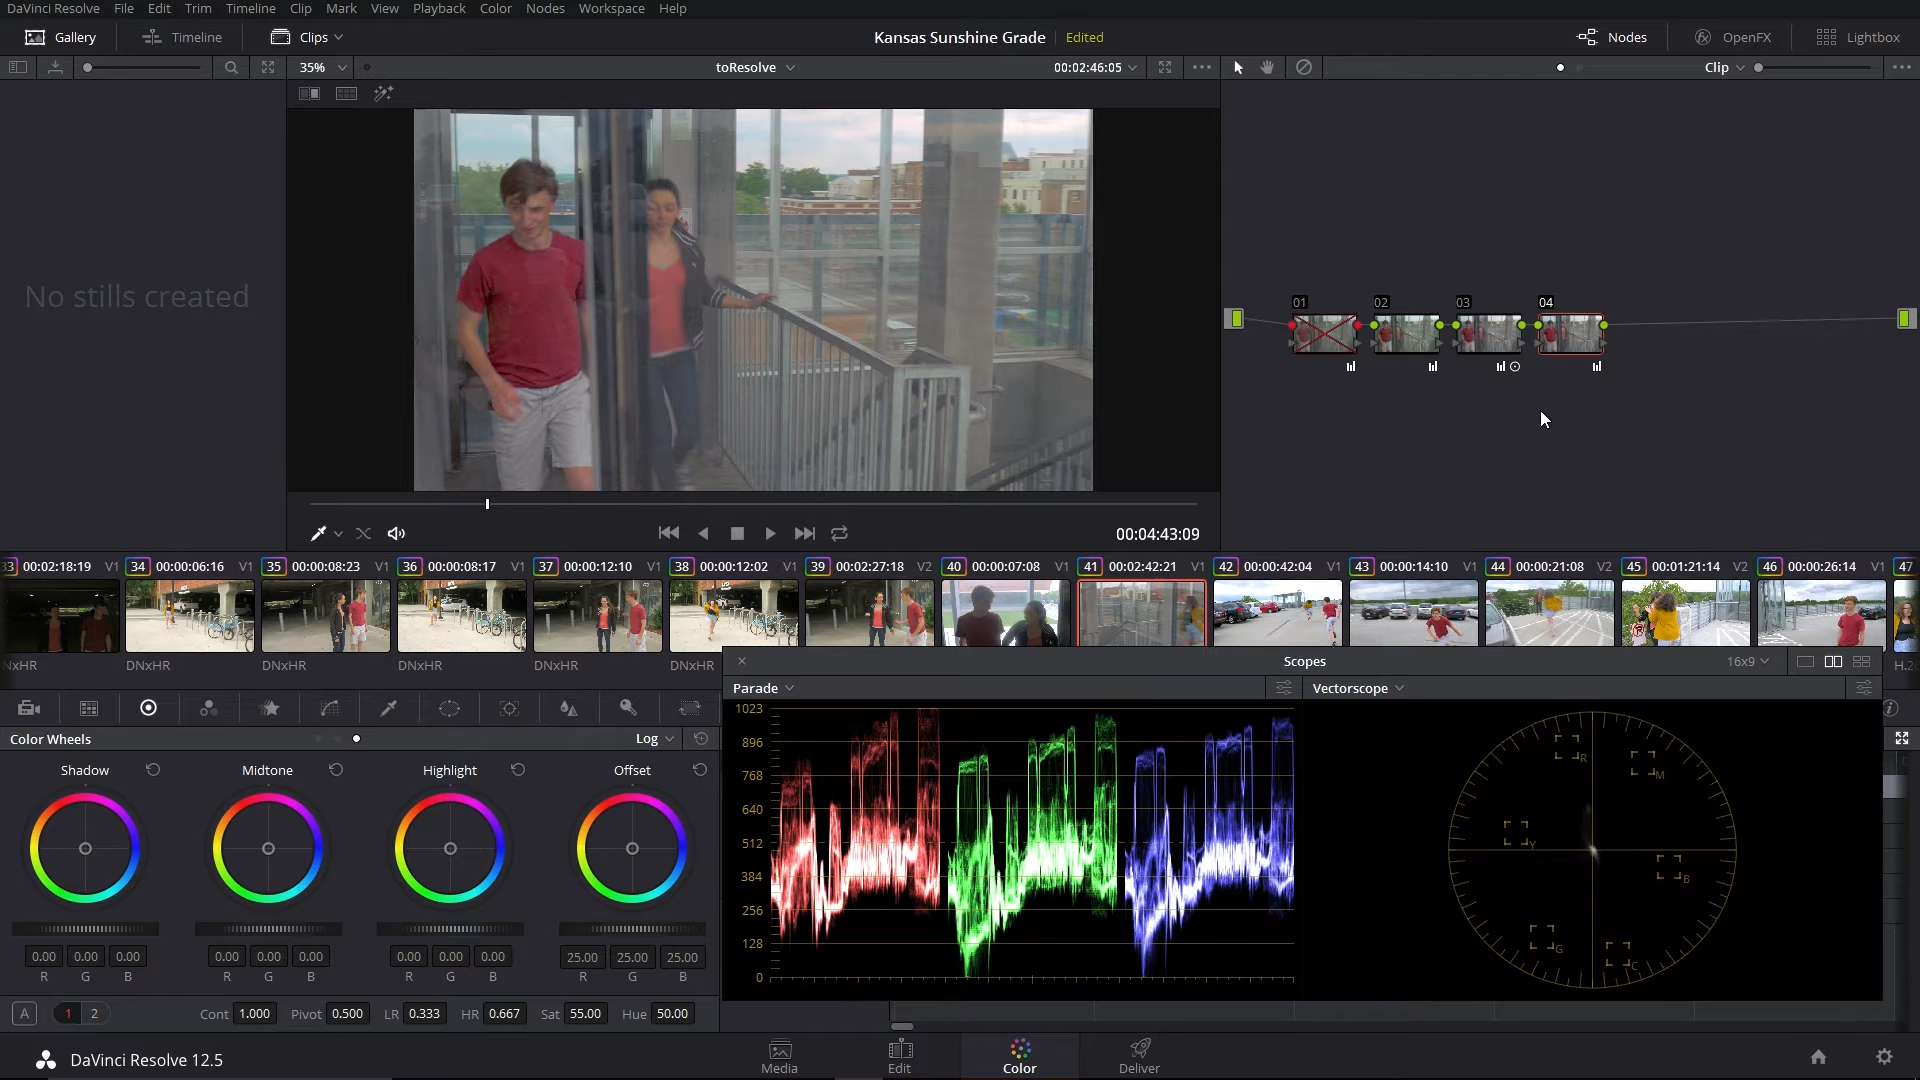 DaVinci Resolve File Edit Trim Timeline Clip Mark View Playback Color Nodes Workspace Help
Gallery Timeline Clips Kansas Sunshine Grade Edited Nodes OpenFX Lightbox
35% toResolve 00:02:46:05 Clip
No stills created
01 02 03 04
00:04:43:09
33 00:02:18:19 V1 34 00:00:06:16 V1 35 00:00:08:23 V1 36 00:00:08:17 V1 37 00:00:12:10 V1 38 00:00:12:02 V1 39 00:02:27:18 V2 40 00:00:07:08 V1 41 00:02:42:21 V1 42 00:00:42:04 V1 43 00:00:14:10 V1 44 00:00:21:08 V2 45 00:01:21:14 V2 46 00:00:26:14 V1 47
NxHR DNxHR DNxHR DNxHR DNxHR DNxHR H.2
Scopes 16x9
Parade Vectorscope
1023
896
768
640
512
384
256
128
0
R M Y B G C
Color Wheels Log
Shadow Midtone Highlight Offset
0.00 0.00 0.00 0.00 0.00 0.00 0.00 0.00 0.00 25.00 25.00 25.00
R G B R G B R G B R G B
A 1 2 Cont 1.000 Pivot 0.500 LR 0.333 HR 0.667 Sat 55.00 Hue 50.00
DaVinci Resolve 12.5
Media Edit Color Deliver